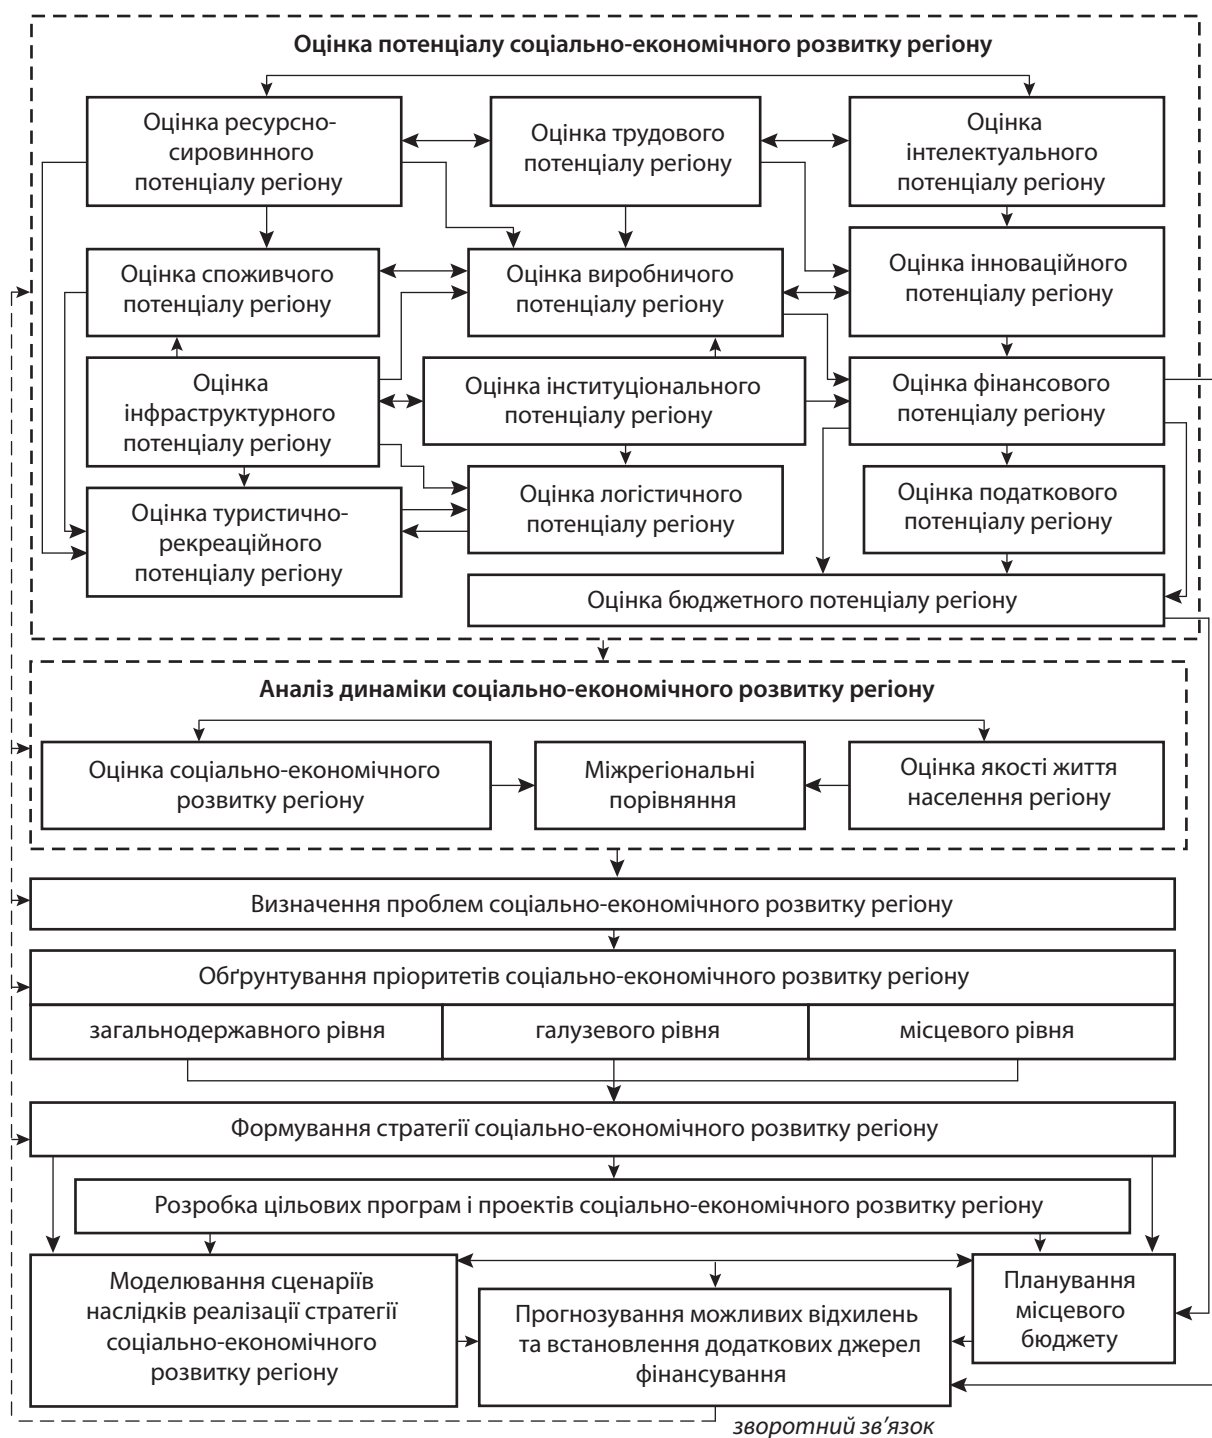 Оцінка потенціалу соціально-економічного розвитку регіону
Оцінка ресурсно-
сировинного
потенціалу регіону
Оцінка трудового
потенціалу регіону
Оцінка
інтелектуального
потенціалу регіону
Оцінка споживчого
потенціалу регіону
Оцінка виробничого
потенціалу регіону
Оцінка інноваційного
потенціалу регіону
Оцінка
інфраструктурного
потенціалу регіону
Оцінка інституціонального
потенціалу регіону
Оцінка фінансового
потенціалу регіону
Оцінка туристично-
рекреаційного
потенціалу регіону
Оцінка логістичного
потенціалу регіону
Оцінка податкового
потенціалу регіону
Оцінка бюджетного потенціалу регіону
Аналіз динаміки соціально-економічного розвитку регіону
Оцінка соціально-економічного
розвитку регіону
Міжрегіональні
порівняння
Оцінка якості життя
населення регіону
Визначення проблем соціально-економічного розвитку регіону
Обґрунтування пріоритетів соціально-економічного розвитку регіону
загальнодержавного рівня
галузевого рівня
місцевого рівня
Формування стратегії соціально-економічного розвитку регіону
Розробка цільових програм і проектів соціально-економічного розвитку регіону
Моделювання сценаріїв
наслідків реалізації стратегії
соціально-економічного
розвитку регіону
Прогнозування можливих відхилень
та встановлення додаткових джерел
фінансування
Планування
місцевого
бюджету
зворотний зв'язок